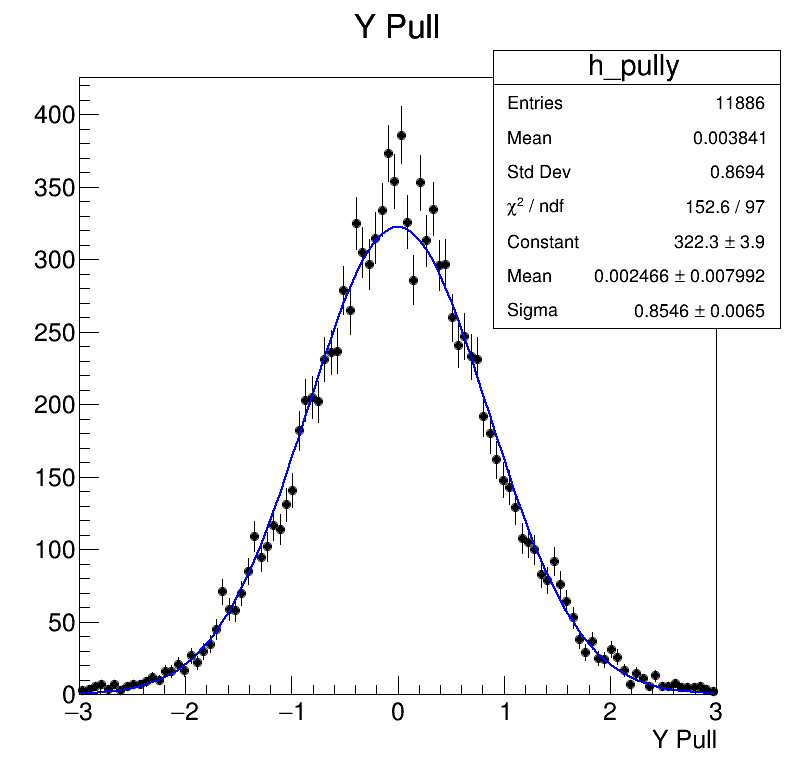 Y Pull
h_pully
Entries 11886
Mean 0.003841
Std Dev 0.8694
χ² / ndf 152.6 / 97
Constant 322.3 ± 3.9
Mean 0.002466 ± 0.007992
Sigma 0.8546 ± 0.0065
400
350
300
250
200
150
100
50
0
−3 −2 −1 0 1 2 3
Y Pull